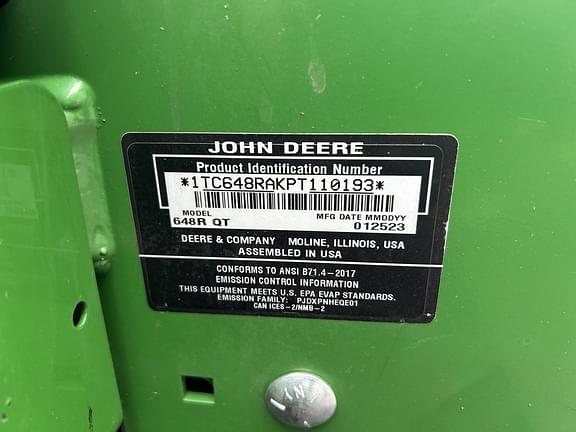 JOHN DEERE
Product Identification Number
*1TC648RAKPT110193*
MODEL MFG DATE MMDDYY
648R QT 012523
DEERE & COMPANY MOLINE, ILLINOIS, USA
ASSEMBLED IN USA
CONFORMS TO ANSI B71.4-2017
EMISSION CONTROL INFORMATION
THIS EQUIPMENT MEETS U.S. EPA EVAP STANDARDS.
EMISSION FAMILY: PJDXPNHEQE01
CAN ICES-2/NMB-2